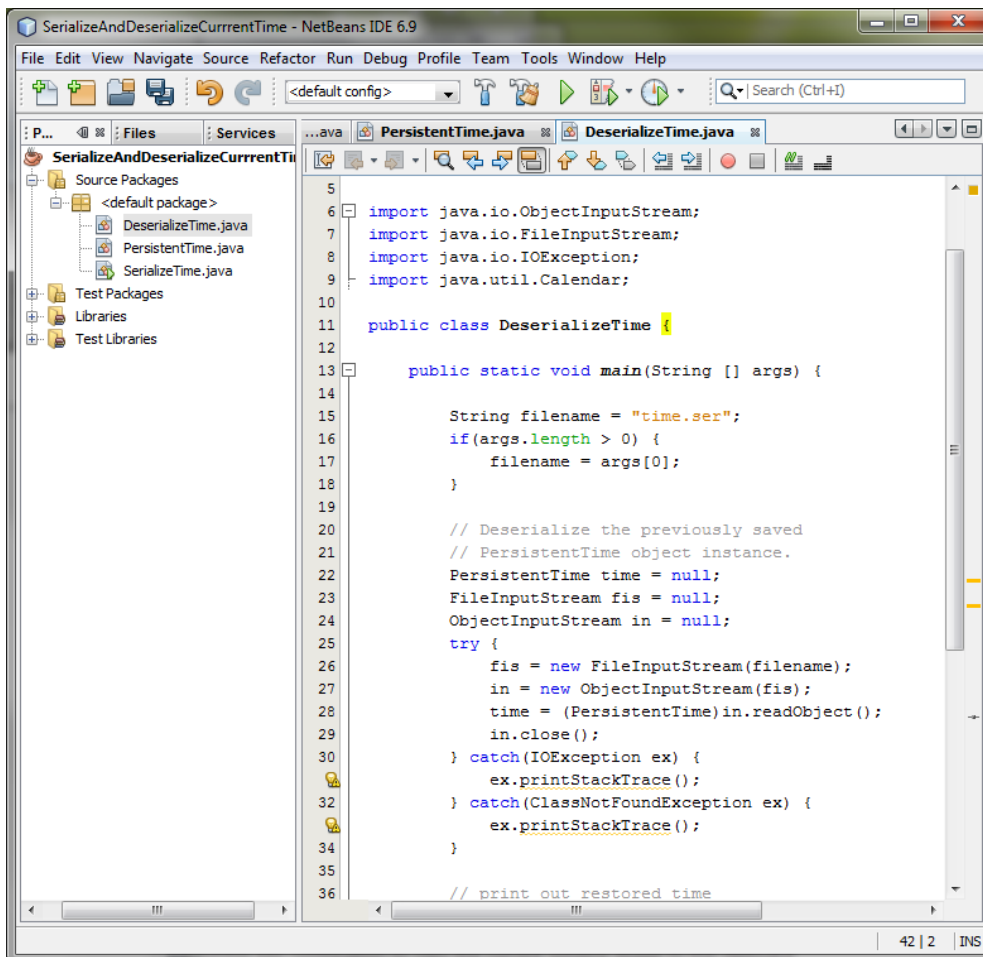 SerializeAndDeserializeCurrrentTime - NetBeans IDE 6.9
File Edit View Navigate Source Refactor Run Debug Profile Team Tools Window Help
<default config>
Search (Ctrl+I)
P... Files Services
...ava PersistentTime.java DeserializeTime.java
SerializeAndDeserializeCurrrentTi
Source Packages
<default package>
DeserializeTime.java
PersistentTime.java
SerializeTime.java
Test Packages
Libraries
Test Libraries
5
6 import java.io.ObjectInputStream;
7 import java.io.FileInputStream;
8 import java.io.IOException;
9 import java.util.Calendar;
10
11 public class DeserializeTime {
12
13 public static void main(String [] args) {
14
15 String filename = "time.ser";
16 if(args.length > 0) {
17 filename = args[0];
18 }
19
20 // Deserialize the previously saved
21 // PersistentTime object instance.
22 PersistentTime time = null;
23 FileInputStream fis = null;
24 ObjectInputStream in = null;
25 try {
26 fis = new FileInputStream(filename);
27 in = new ObjectInputStream(fis);
28 time = (PersistentTime)in.readObject();
29 in.close();
30 } catch(IOException ex) {
ex.printStackTrace();
32 } catch(ClassNotFoundException ex) {
ex.printStackTrace();
34 }
35
36 // print out restored time
42 | 2 INS